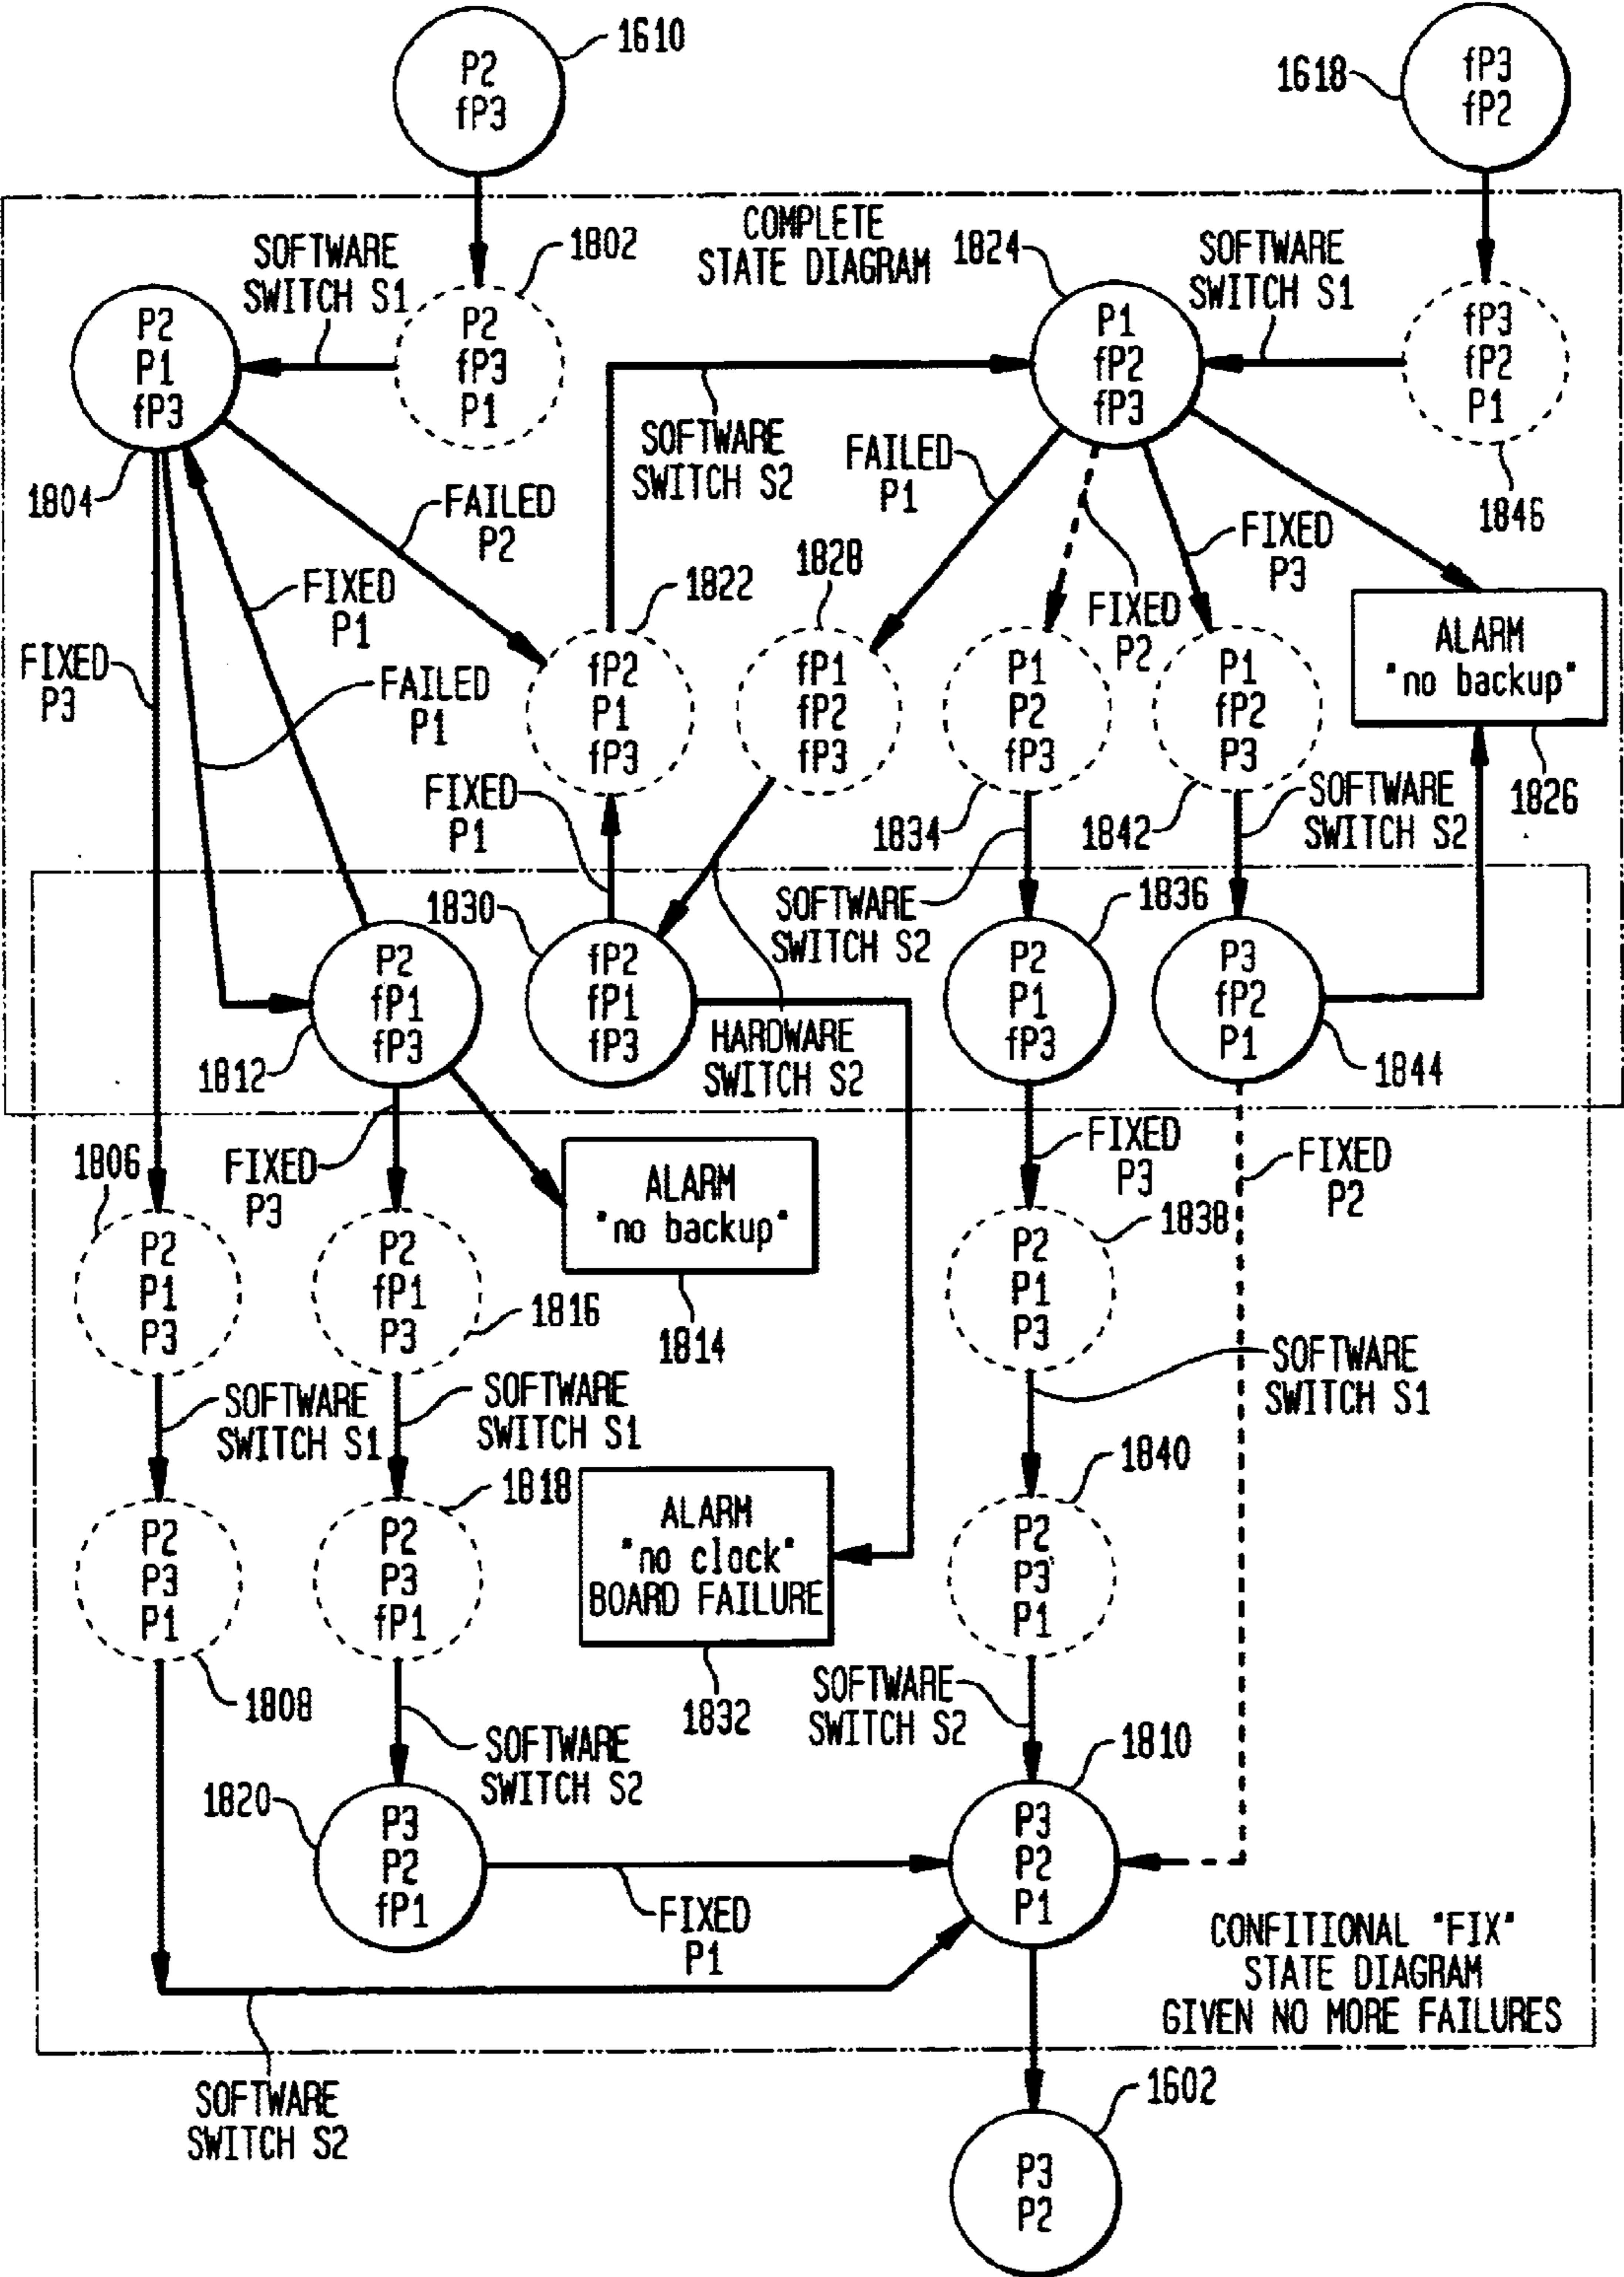 P2
fP3
1610
1618
fP3
fP2
COMPLETE
STATE DIAGRAM
SOFTWARE
SWITCH S1
1802
1824
SOFTWARE
SWITCH S1
P2
P1
fP3
P2
fP3
P1
P1
fP2
fP3
fP3
fP2
P1
1804
FAILED
P2
SOFTWARE
SWITCH S2
FAILED
P1
1846
FIXED
P3
FIXED
P1
1822
1828
FIXED
P2
FIXED
P3
FAILED
P1
fP2
P1
fP3
fP1
fP2
fP3
P1
P2
fP3
P1
fP2
P3
ALARM
"no backup"
1826
FIXED
P1
1834
1842
SOFTWARE
SWITCH S2
1830
SOFTWARE
SWITCH S2
1836
P2
fP1
fP3
fP2
fP1
fP3
P2
P1
fP3
P3
fP2
P1
1812
HARDWARE
SWITCH S2
1844
1806
FIXED
P3
ALARM
"no backup"
1814
FIXED
P3
FIXED
P2
1838
P2
P1
P3
P2
fP1
P3
1816
P2
P1
P3
SOFTWARE
SWITCH S1
SOFTWARE
SWITCH S1
SOFTWARE
SWITCH S1
1818
1840
P2
P3
P1
P2
P3
fP1
ALARM
"no clock"
BOARD FAILURE
1832
P2
P3
P1
1808
SOFTWARE
SWITCH S2
SOFTWARE
SWITCH S2
1810
1820
P3
P2
fP1
FIXED
P1
P3
P2
P1
CONFITIONAL "FIX"
STATE DIAGRAM
GIVEN NO MORE FAILURES
SOFTWARE
SWITCH S2
1602
P3
P2